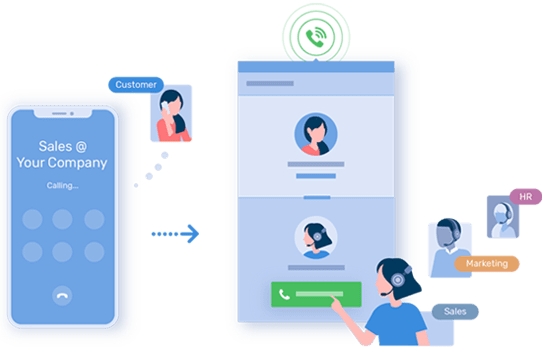 Customer
Sales @
Your Company
Calling...
HR
Marketing
Sales